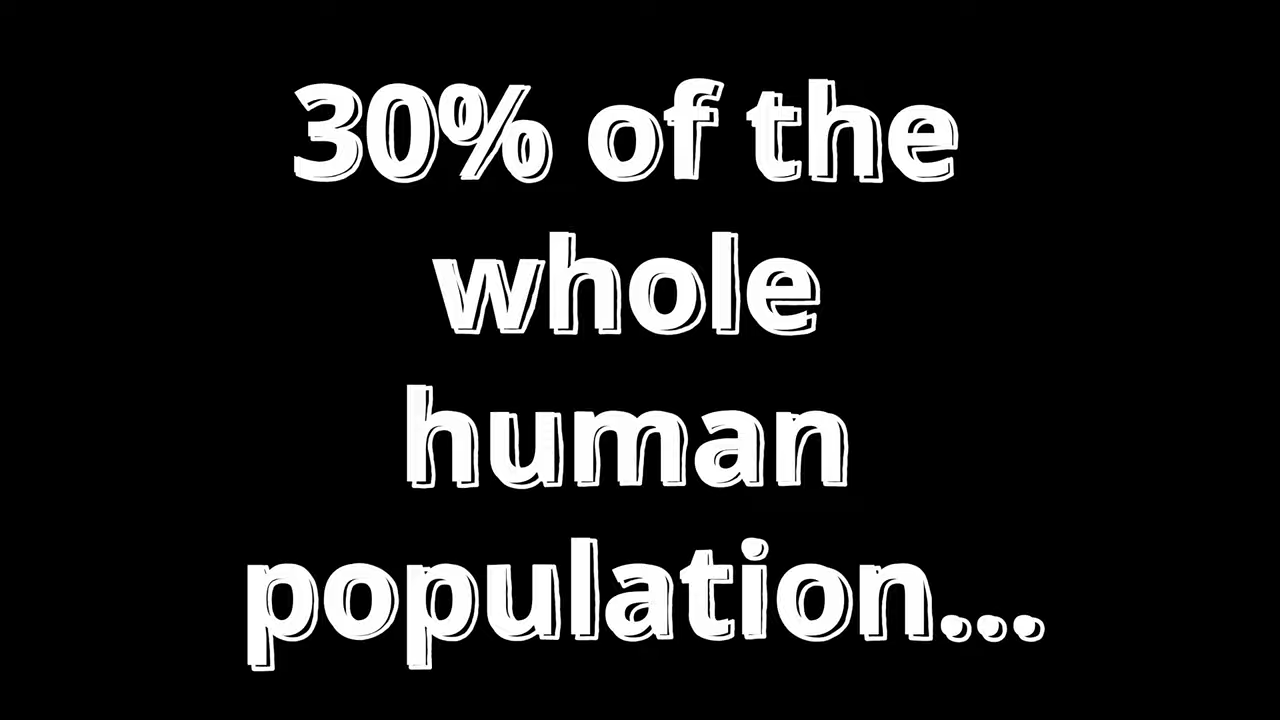 30% of the
whole
human
population...